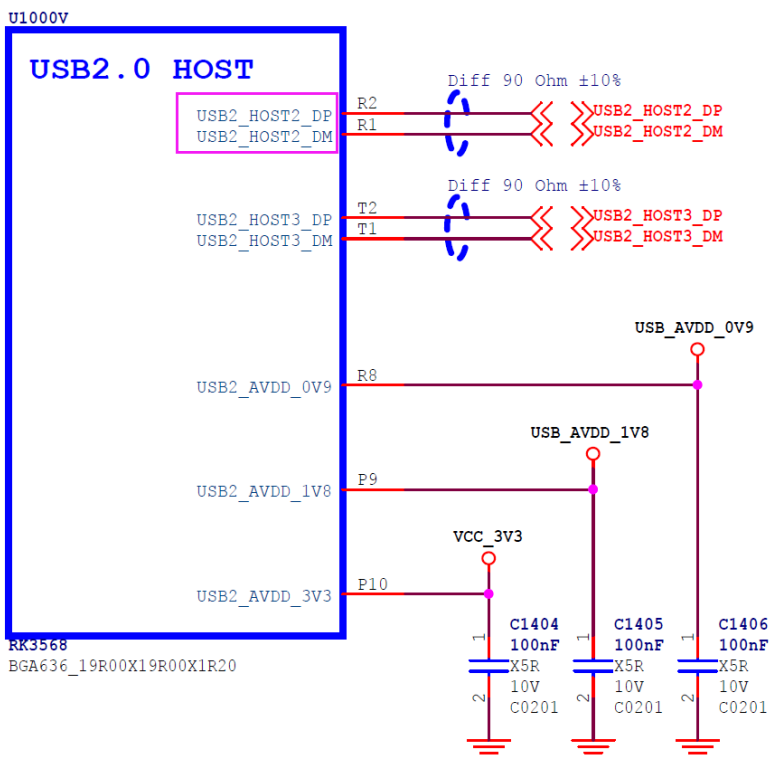 U1000V
USB2.0 HOST
Diff 90 Ohm ±10%
USB2_HOST2_DP R2 USB2_HOST2_DP
USB2_HOST2_DM R1 USB2_HOST2_DM
Diff 90 Ohm ±10%
USB2_HOST3_DP T2 USB2_HOST3_DP
USB2_HOST3_DM T1 USB2_HOST3_DM
USB_AVDD_0V9
USB2_AVDD_0V9 R8
USB_AVDD_1V8
USB2_AVDD_1V8 P9
VCC_3V3
USB2_AVDD_3V3 P10
RK3568
BGA636_19R00X19R00X1R20
1 C1404
100nF
X5R
10V
2 C0201
1 C1405
100nF
X5R
10V
2 C0201
1 C1406
100nF
X5R
10V
2 C0201